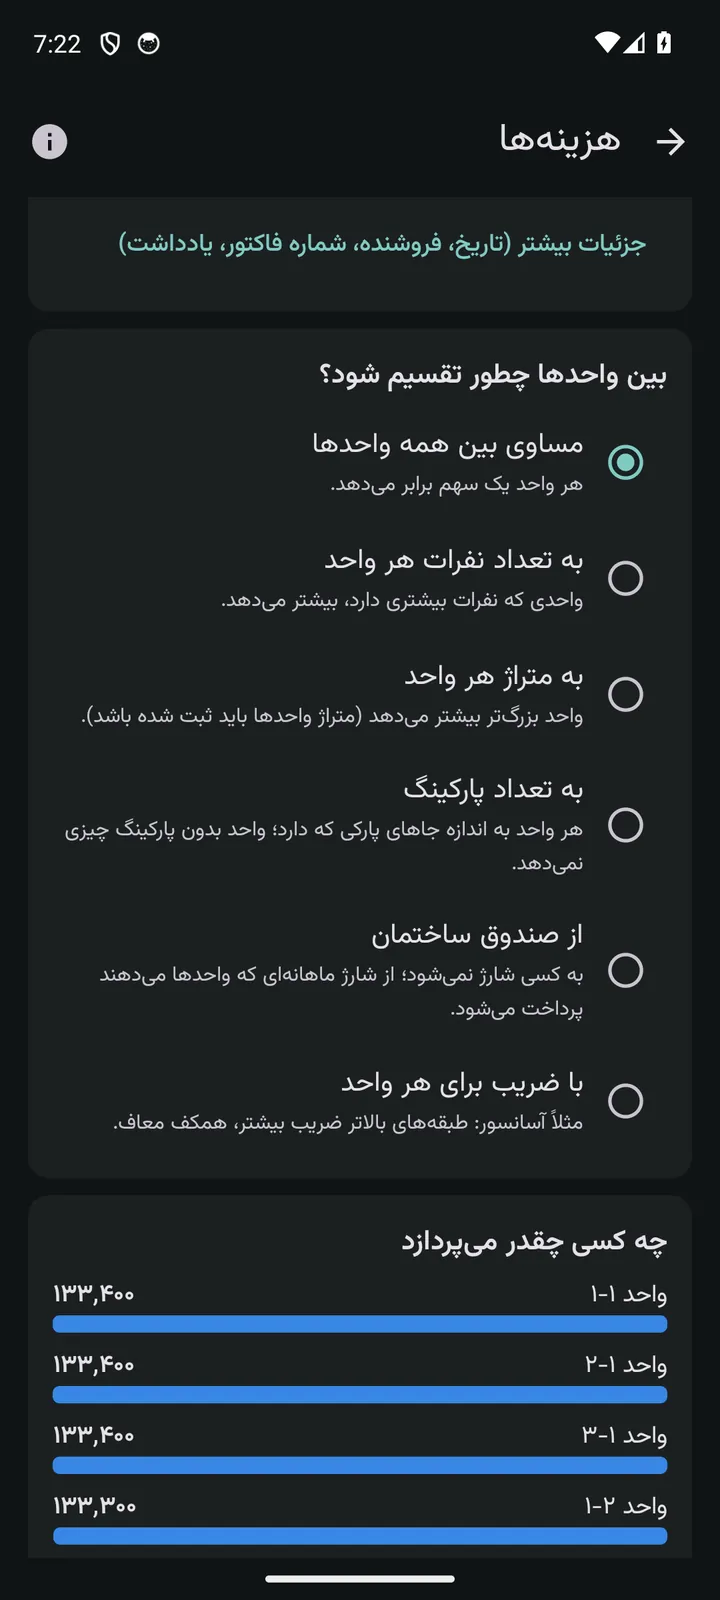 7:22
هزینه‌ها
جزئیات بیشتر (تاریخ، فروشنده، شماره فاکتور، یادداشت)
بین واحدها چطور تقسیم شود؟
مساوی بین همه واحدها
هر واحد یک سهم برابر می‌دهد.
به تعداد نفرات هر واحد
واحدی که نفرات بیشتری دارد، بیشتر می‌دهد.
به متراژ هر واحد
واحد بزرگ‌تر بیشتر می‌دهد (متراژ واحدها باید ثبت شده باشد).
به تعداد پارکینگ
هر واحد به اندازه جاهای پارکی که دارد؛ واحد بدون پارکینگ چیزی
نمی‌دهد.
از صندوق ساختمان
به کسی شارژ نمی‌شود؛ از شارژ ماهانه‌ای که واحدها می‌دهند
پرداخت می‌شود.
با ضریب برای هر واحد
مثلاً آسانسور: طبقه‌های بالاتر ضریب بیشتر، همکف معاف.
چه کسی چقدر می‌پردازد
واحد ۱-۱ ۱۳۳,۴۰۰
واحد ۱-۲ ۱۳۳,۴۰۰
واحد ۱-۳ ۱۳۳,۴۰۰
واحد ۲-۱ ۱۳۳,۳۰۰